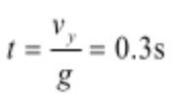 t = v_y / g = 0.3s